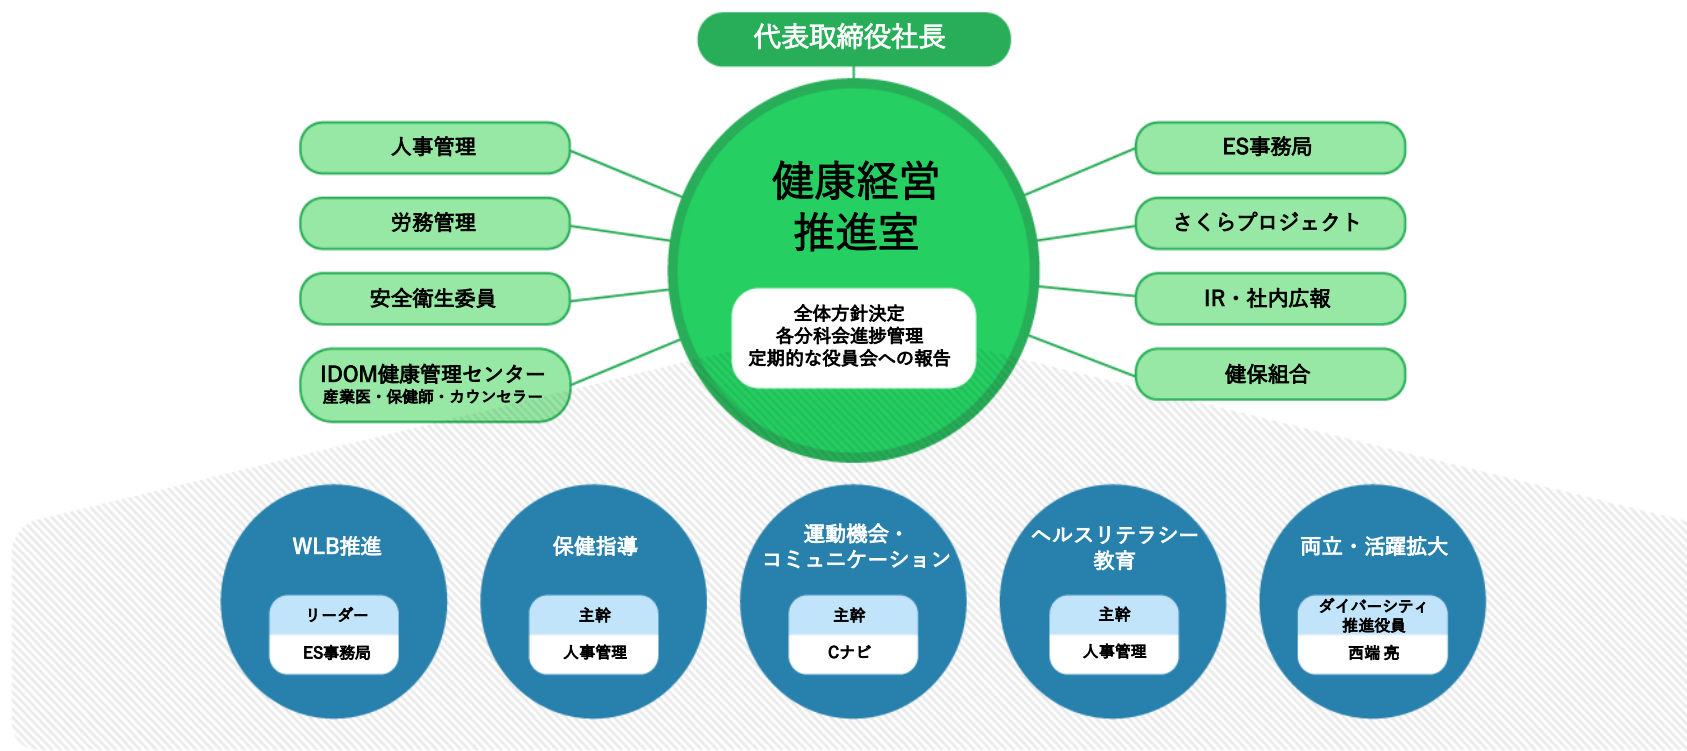 代表取締役社長
人事管理
労務管理
安全衛生委員
IDOM健康管理センター
産業医・保健師・カウンセラー
健康経営
推進室
全体方針決定
各分科会進捗管理
定期的な役員会への報告
ES事務局
さくらプロジェクト
IR・社内広報
健保組合
WLB推進
リーダー
ES事務局
保健指導
主幹
人事管理
運動機会・
コミュニケーション
主幹
Cナビ
ヘルスリテラシー
教育
主幹
人事管理
両立・活躍拡大
ダイバーシティ
推進役員
西端 亮